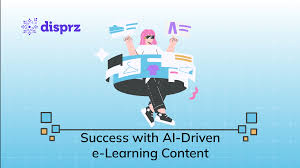 disprz
Success with AI-Driven
e-Learning Content